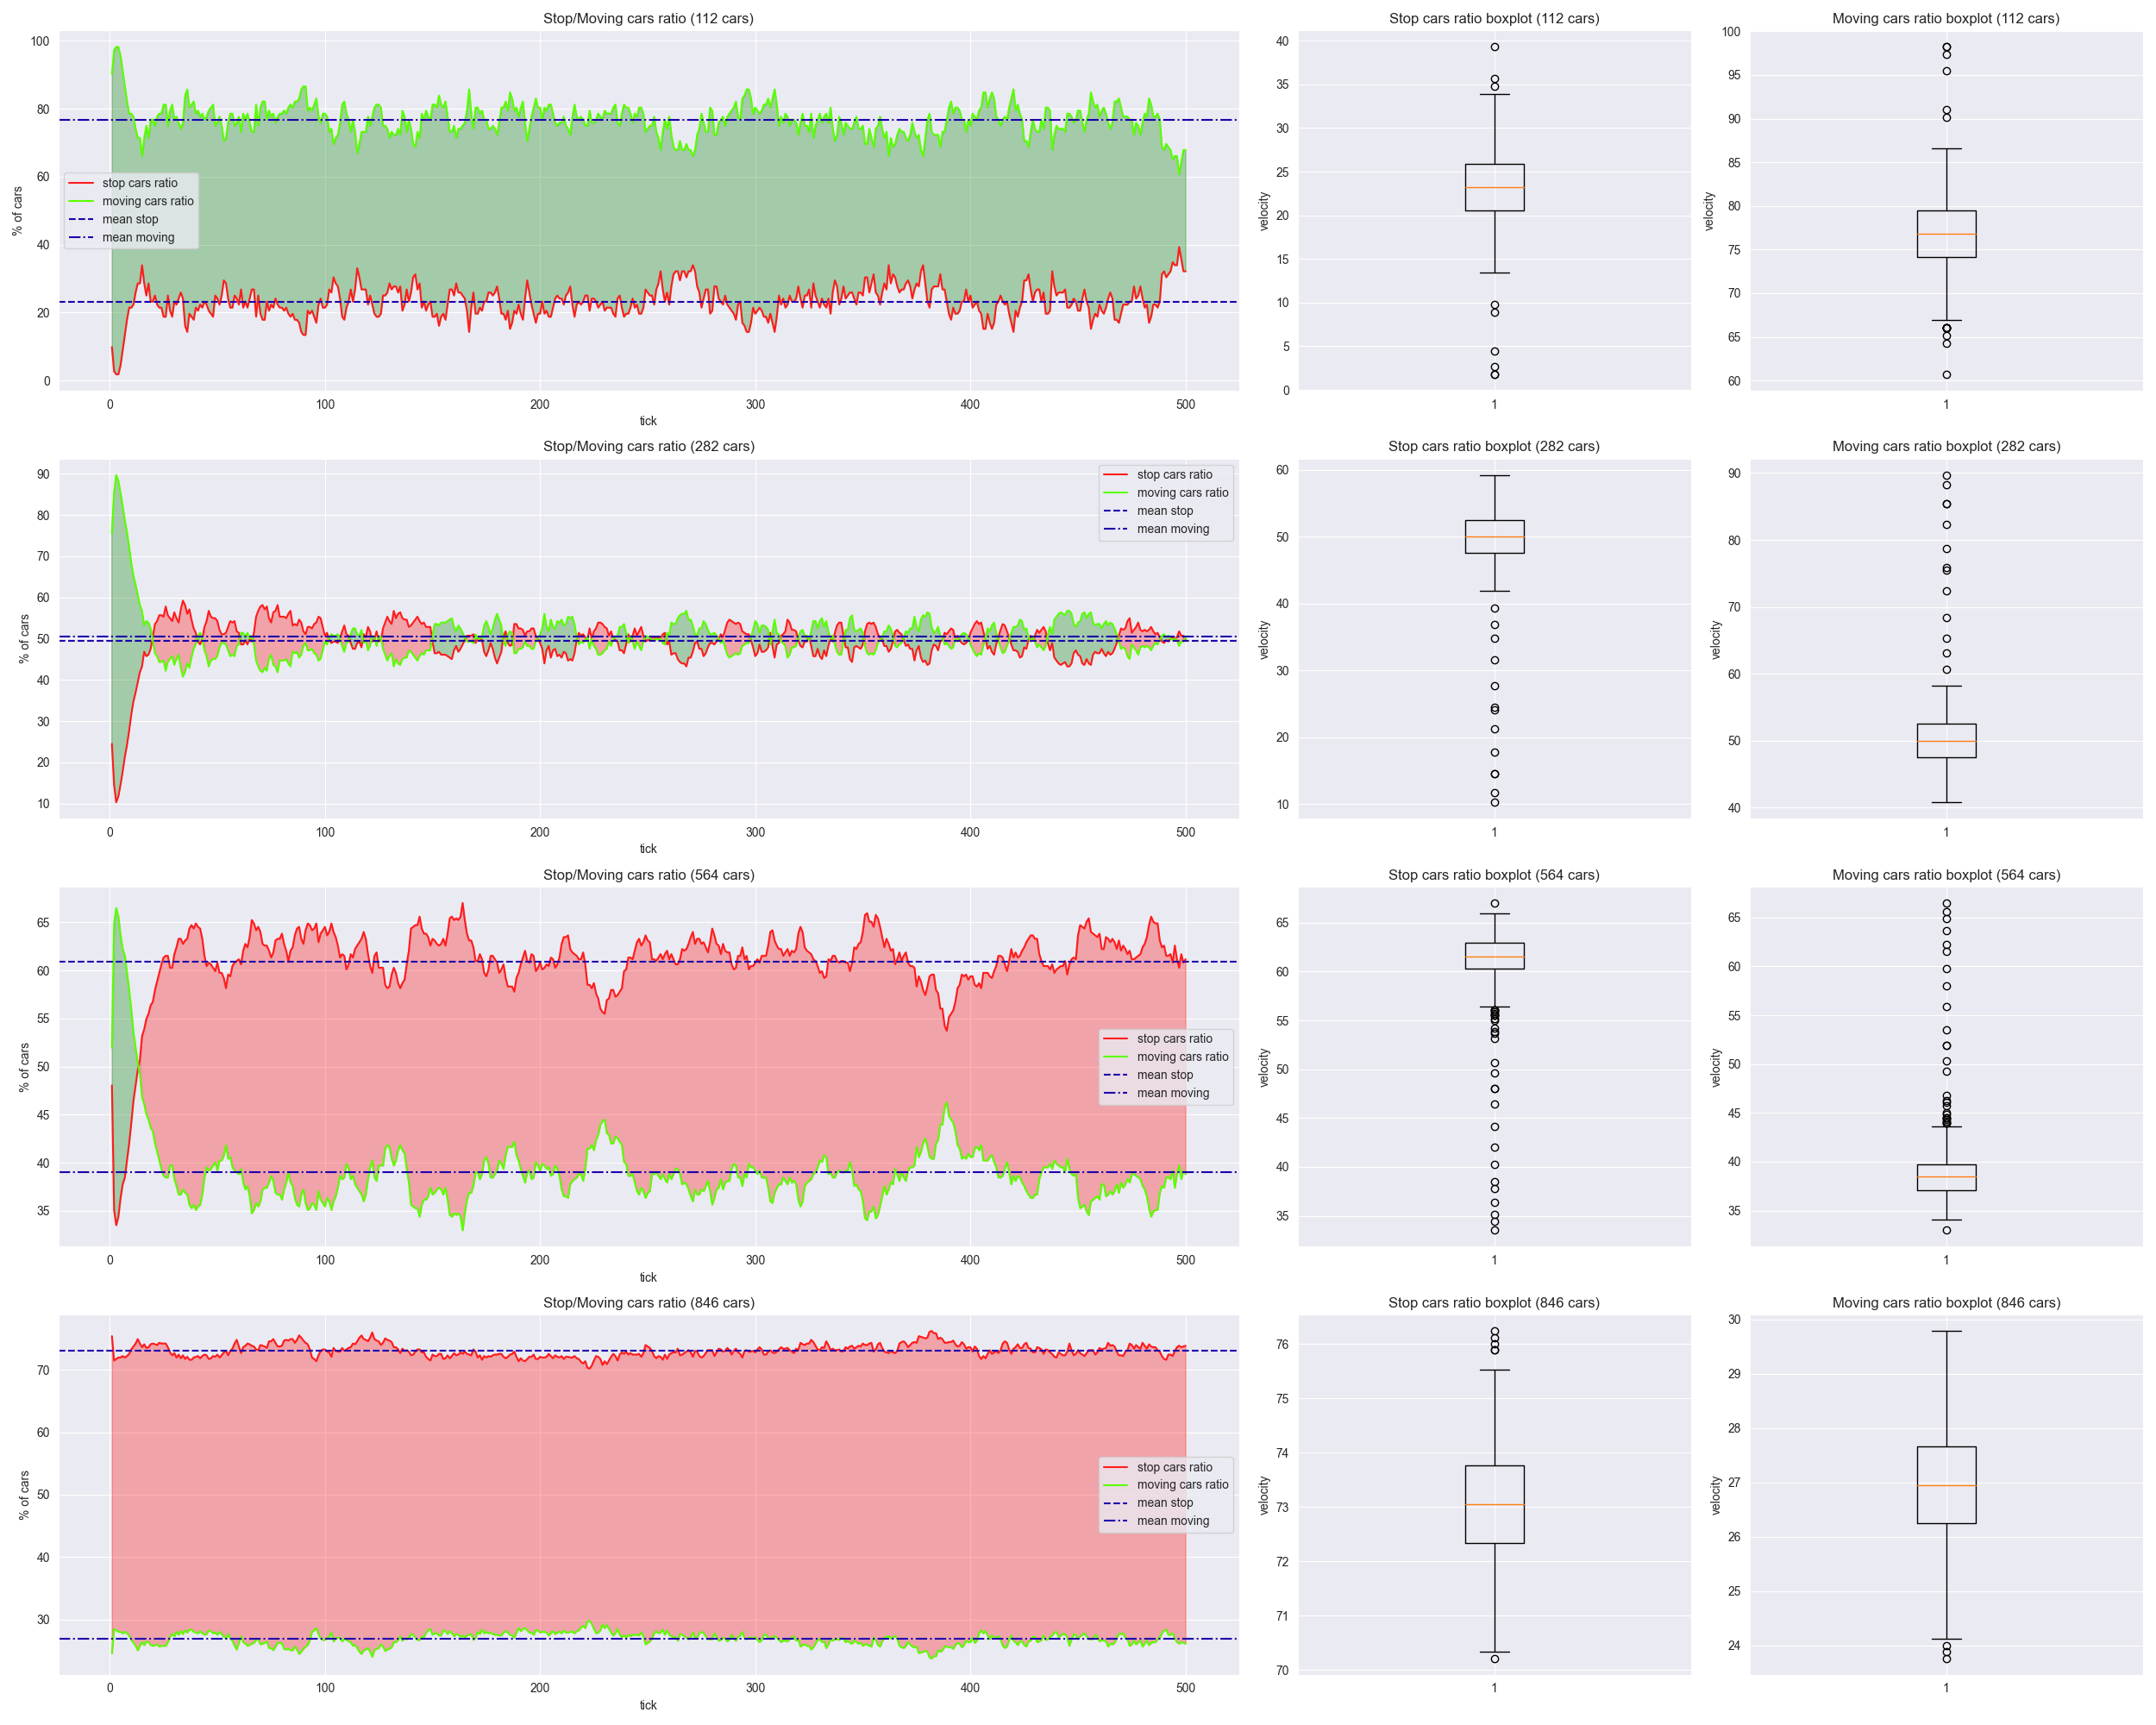 Stop/Moving cars ratio (112 cars)
100
80
60
40
20
0
% of cars
stop cars ratio
moving cars ratio
mean stop
mean moving
0 100 200 300 400 500
tick
Stop cars ratio boxplot (112 cars)
40
35
30
25
20
15
10
5
0
velocity
1
Moving cars ratio boxplot (112 cars)
100
95
90
85
80
75
70
65
60
velocity
1
Stop/Moving cars ratio (282 cars)
90
80
70
60
50
40
30
20
10
% of cars
stop cars ratio
moving cars ratio
mean stop
mean moving
0 100 200 300 400 500
tick
Stop cars ratio boxplot (282 cars)
60
50
40
30
20
10
velocity
1
Moving cars ratio boxplot (282 cars)
90
80
70
60
50
40
velocity
1
Stop/Moving cars ratio (564 cars)
65
60
55
50
45
40
35
% of cars
stop cars ratio
moving cars ratio
mean stop
mean moving
0 100 200 300 400 500
tick
Stop cars ratio boxplot (564 cars)
65
60
55
50
45
40
35
velocity
1
Moving cars ratio boxplot (564 cars)
65
60
55
50
45
40
35
velocity
1
Stop/Moving cars ratio (846 cars)
70
60
50
40
30
% of cars
stop cars ratio
moving cars ratio
mean stop
mean moving
0 100 200 300 400 500
tick
Stop cars ratio boxplot (846 cars)
76
75
74
73
72
71
70
velocity
1
Moving cars ratio boxplot (846 cars)
30
29
28
27
26
25
24
velocity
1